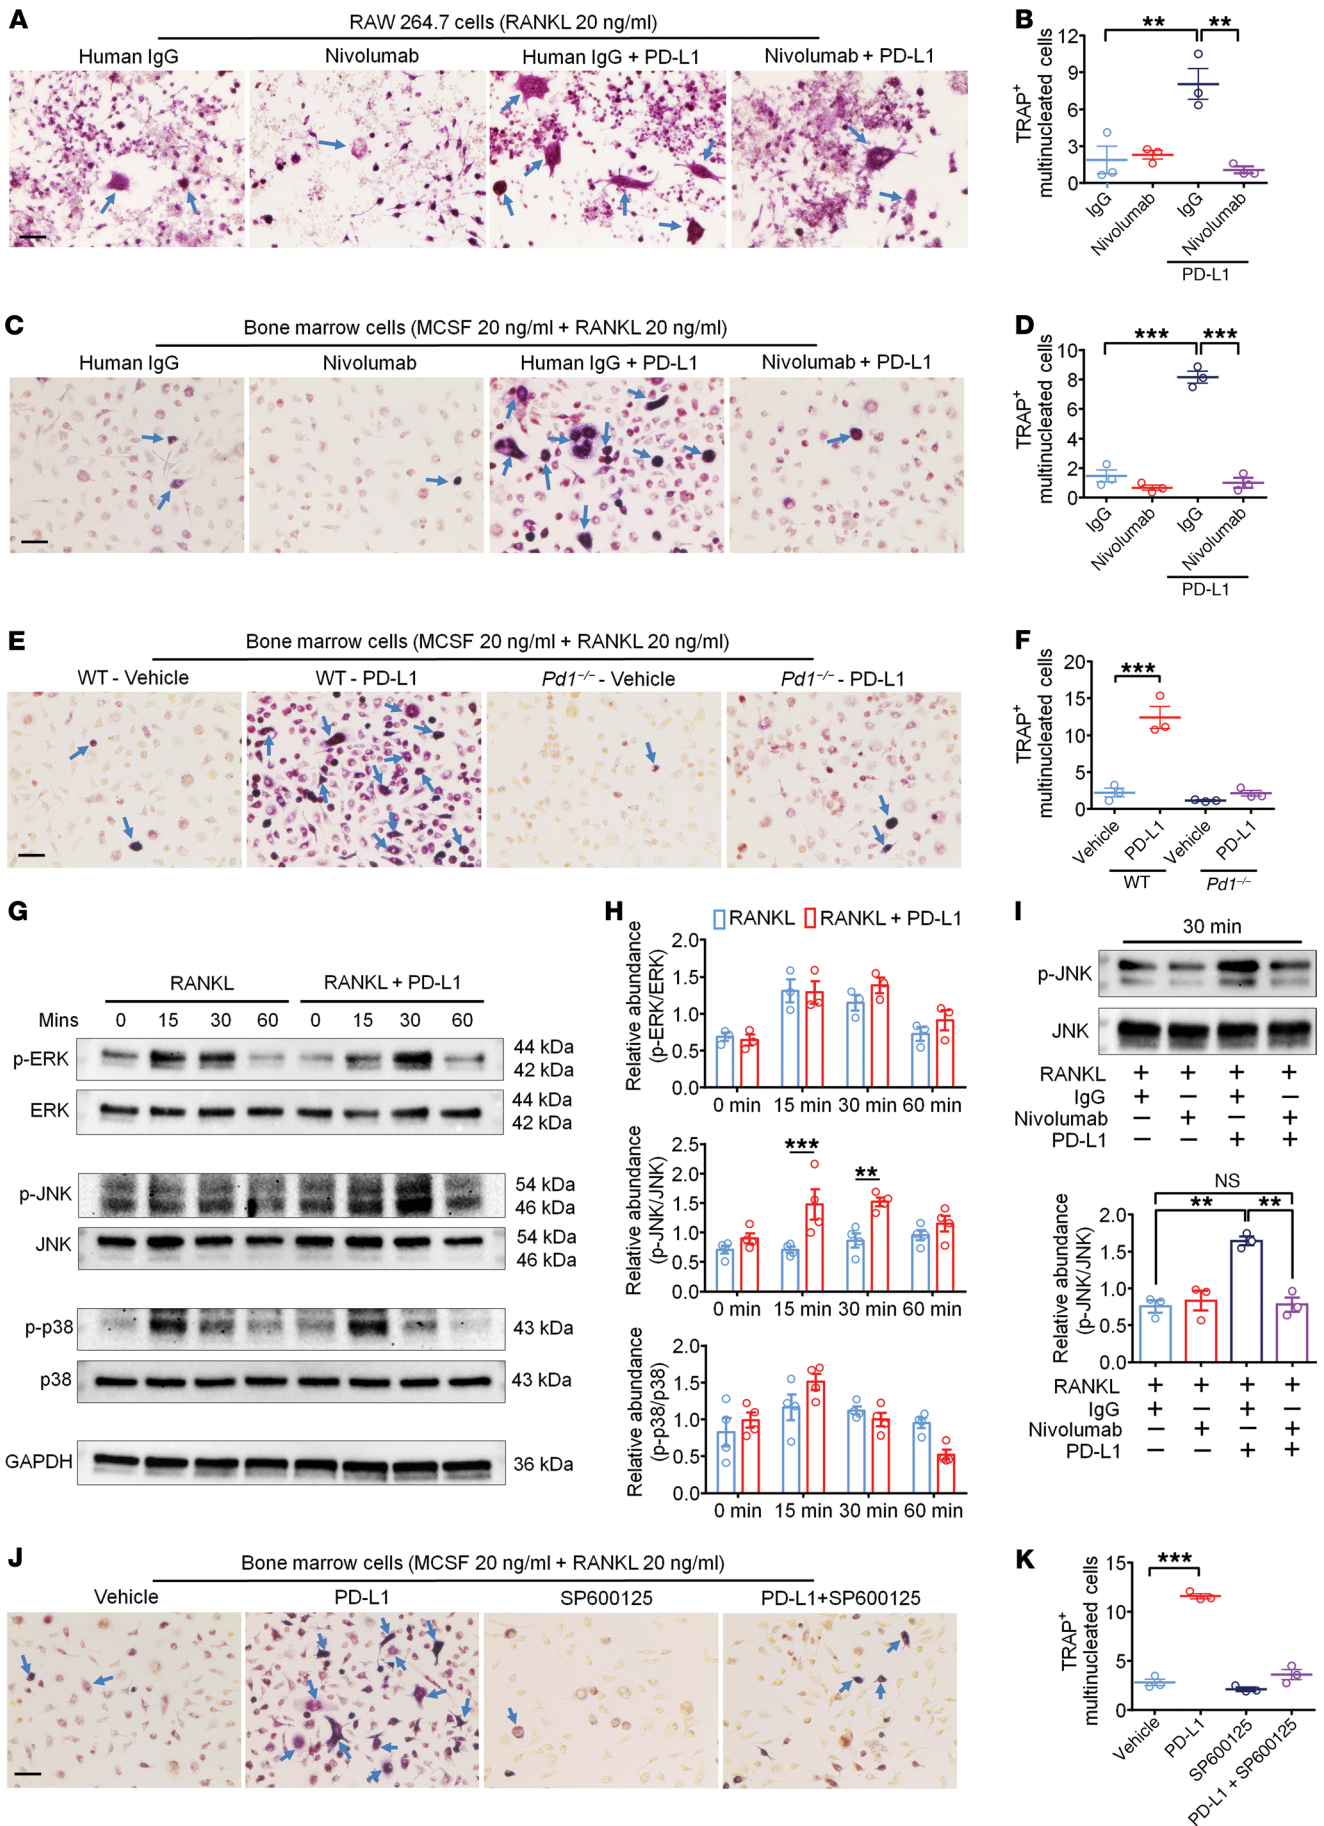 A
RAW 264.7 cells (RANKL 20 ng/ml)
Human IgG
Nivolumab
Human IgG + PD-L1
Nivolumab + PD-L1
B
TRAP+
multinucleated cells
12
9
6
3
0
**
**
IgG
Nivolumab
IgG
Nivolumab
PD-L1
C
Bone marrow cells (MCSF 20 ng/ml + RANKL 20 ng/ml)
Human IgG
Nivolumab
Human IgG + PD-L1
Nivolumab + PD-L1
D
TRAP+
multinucleated cells
10
8
6
4
2
0
***
***
IgG
Nivolumab
IgG
Nivolumab
PD-L1
E
Bone marrow cells (MCSF 20 ng/ml + RANKL 20 ng/ml)
WT - Vehicle
WT - PD-L1
Pd1−/− - Vehicle
Pd1−/− - PD-L1
F
TRAP+
multinucleated cells
20
15
10
5
0
***
Vehicle
PD-L1
Vehicle
PD-L1
WT
Pd1−/−
G
RANKL
RANKL + PD-L1
Mins 0 15 30 60 0 15 30 60
p-ERK
44 kDa
42 kDa
ERK
44 kDa
42 kDa
p-JNK
54 kDa
46 kDa
JNK
54 kDa
46 kDa
p-p38
43 kDa
p38
43 kDa
GAPDH
36 kDa
H
RANKL
RANKL + PD-L1
Relative abundance
(p-ERK/ERK)
2.0
1.5
1.0
0.5
0.0
0 min 15 min 30 min 60 min
Relative abundance
(p-JNK/JNK)
2.5
2.0
1.5
1.0
0.5
0.0
***
**
0 min 15 min 30 min 60 min
Relative abundance
(p-p38/p38)
2.0
1.5
1.0
0.5
0.0
0 min 15 min 30 min 60 min
I
30 min
p-JNK
JNK
RANKL + + + +
IgG + − + −
Nivolumab − + − +
PD-L1 − − + +
Relative abundance
(p-JNK/JNK)
2.0
1.5
1.0
0.5
0.0
NS
**
**
RANKL + + + +
IgG + − + −
Nivolumab − + − +
PD-L1 − − + +
J
Bone marrow cells (MCSF 20 ng/ml + RANKL 20 ng/ml)
Vehicle
PD-L1
SP600125
PD-L1+SP600125
K
TRAP+
multinucleated cells
15
10
5
0
***
Vehicle
PD-L1
SP600125
PD-L1 + SP600125